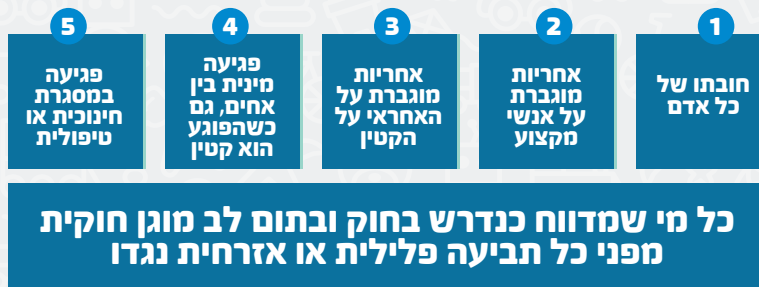 1
חובתו של
כל אדם
2
אחריות
מוגברת
על אנשי
מקצוע
3
אחריות
מוגברת על
האחראי על
הקטין
4
פגיעה
מינית בין
אחים, גם
כשהפוגע
הוא קטין
5
פגיעה
במסגרת
חינוכית או
טיפולית
כל מי שמדווח כנדרש בחוק ובתום לב מוגן חוקית
מפני כל תביעה פלילית או אזרחית נגדו